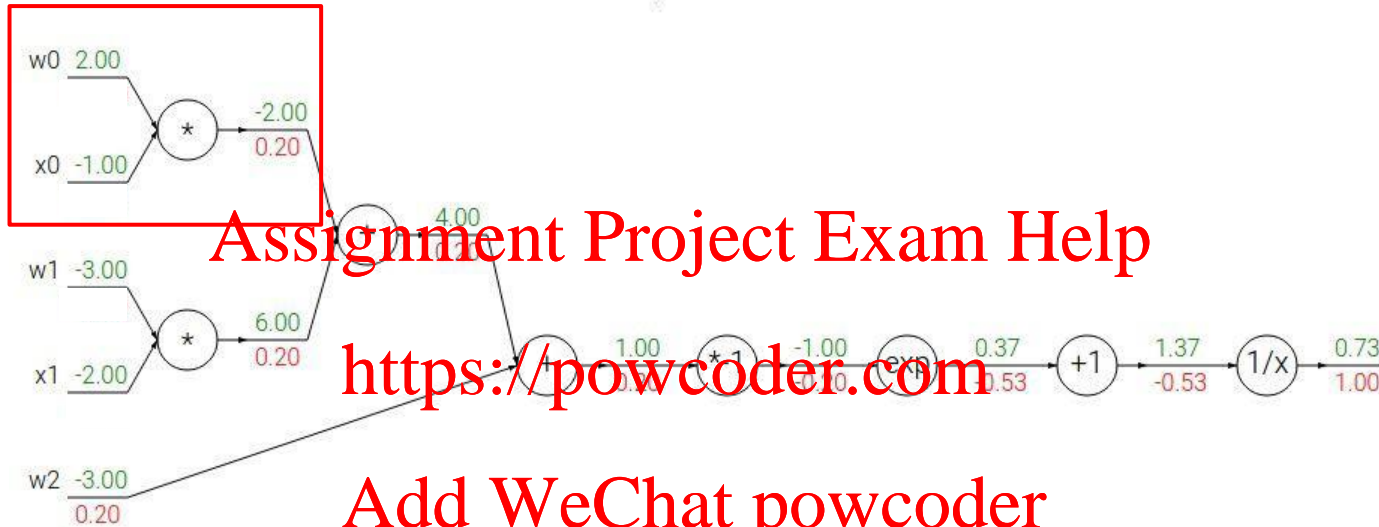 w0 2.00
-2.00
*
0.20
x0 -1.00
4.00
+
Assignment Project Exam Help
w1 -3.00
6.00
*
0.20
x1 -2.00
1.00 -1.00 0.37 1.37 0.73
+ *-1 exp +1 1/x
https://powcoder.com
-0.53 -0.53 1.00
w2 -3.00
0.20
Add WeChat powcoder